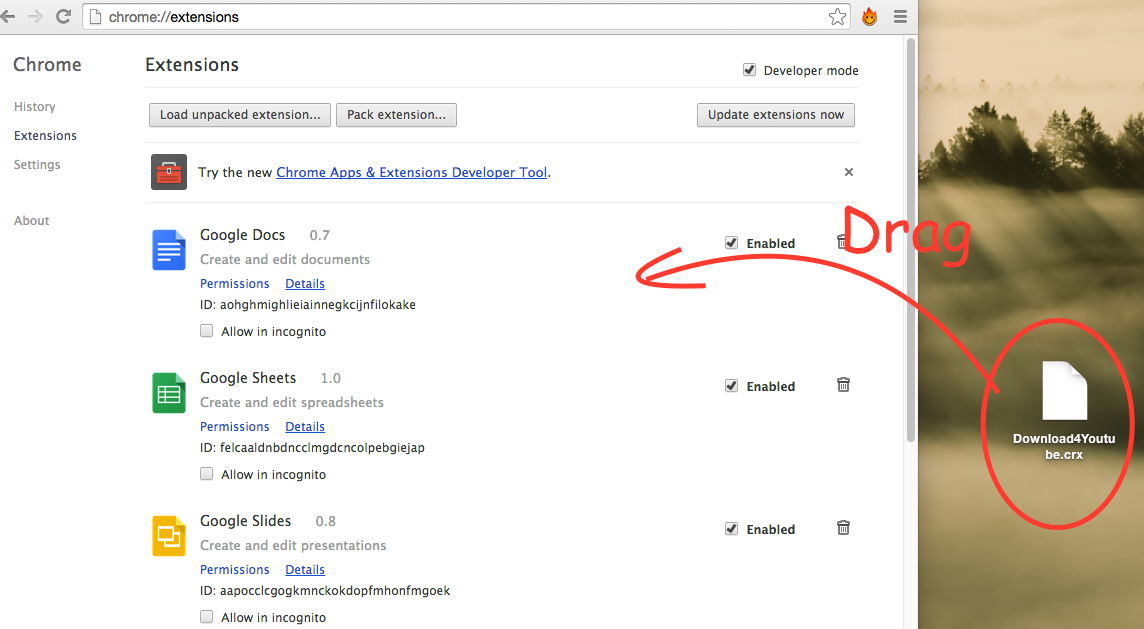 chrome://extensions
Chrome
Extensions
Developer mode
History
Extensions
Settings
About
Load unpacked extension...
Pack extension...
Update extensions now
Try the new Chrome Apps & Extensions Developer Tool.
Drag
Google Docs 0.7
Enabled
Create and edit documents
Permissions Details
ID: aohghmighlieiainnegkcijnfilokake
Allow in incognito
Google Sheets 1.0
Enabled
Create and edit spreadsheets
Permissions Details
ID: felcaaldnbdncclmgdcncolpebgiejap
Allow in incognito
Google Slides 0.8
Enabled
Create and edit presentations
Permissions Details
ID: aapocclcgogkmnckokdopfmhonfmgoek
Allow in incognito
Download4Youtu
be.crx